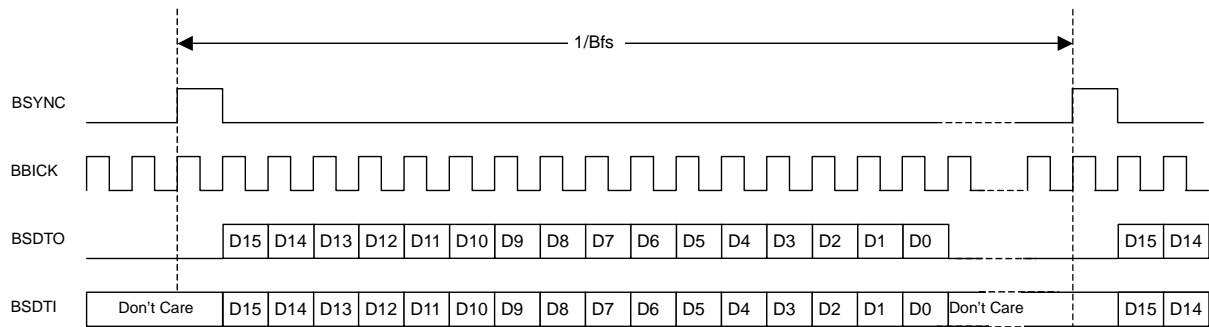 1/Bfs
BSYNC
BBICK
BSDTO D15 D14 D13 D12 D11 D10 D9 D8 D7 D6 D5 D4 D3 D2 D1 D0 D15 D14
BSDTI Don't Care D15 D14 D13 D12 D11 D10 D9 D8 D7 D6 D5 D4 D3 D2 D1 D0 Don't Care D15 D14